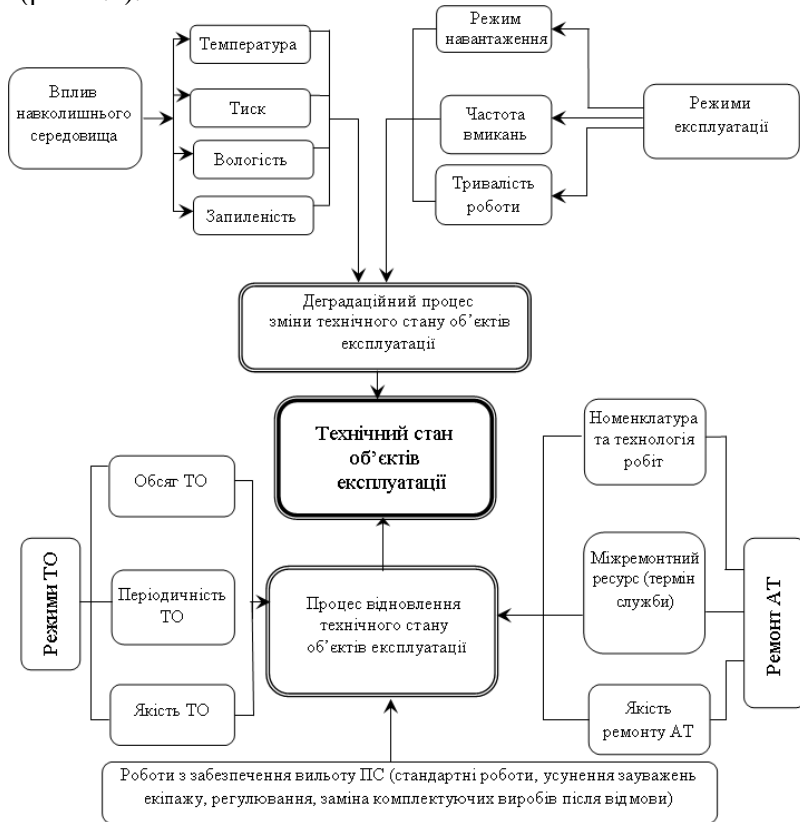 Вплив
навколишнього
середовища
Температура
Тиск
Вологість
Запиленість
Режим
навантаження
Частота
вмикань
Тривалість
роботи
Режими
експлуатації
Деградаційний процес
зміни технічного стану об’єктів
експлуатації
Технічний стан
об’єктів
експлуатації
Режими ТО
Обсяг ТО
Періодичність
ТО
Якість ТО
Процес відновлення
технічного стану
об’єктів експлуатації
Номенклатура
та технологія
робіт
Міжремонтний
ресурс (термін
служби)
Якість
ремонту АТ
Ремонт АТ
Роботи з забезпечення вильоту ПС (стандартні роботи, усунення зауважень
екіпажу, регулювання, заміна комплектуючих виробів після відмови)